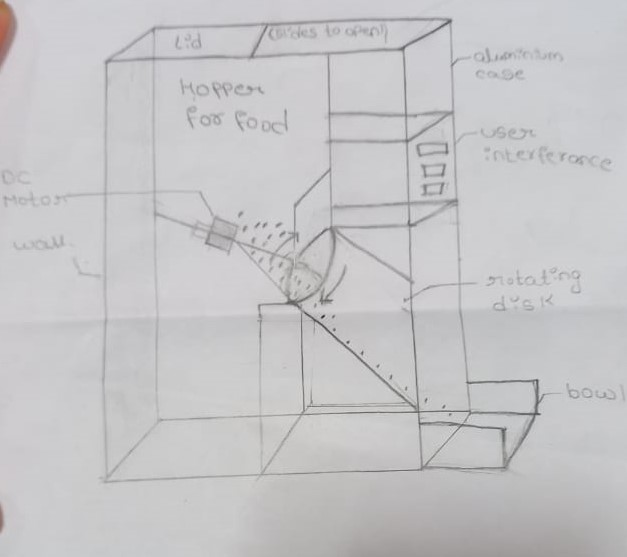 Lid
(slides to open)
aluminium
case
Hopper
for food
user
interferance
DC
Motor
wall
rotating
disk
bowl